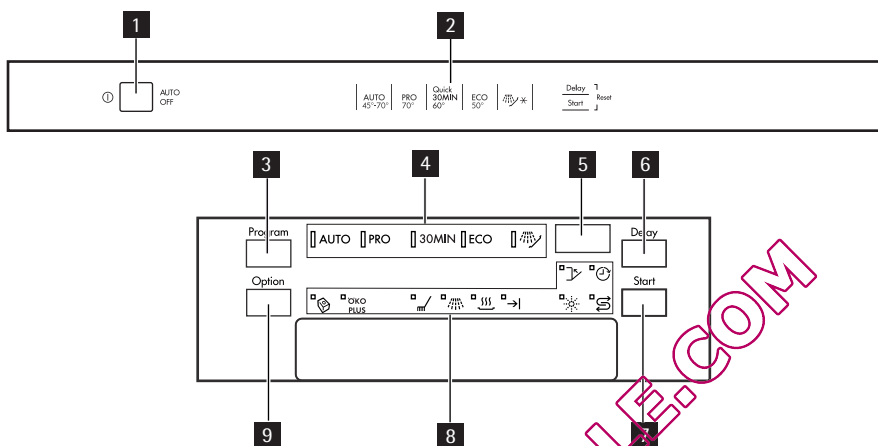 1
2
AUTO
OFF
AUTO
45°-70°
PRO
70°
Quick
30MIN
60°
ECO
50°
Delay
Start
Reset
3
4
5
6
Program
AUTO
PRO
30MIN
ECO
Delay
Option
ÖKO
PLUS
Start
9
8
7
LE.COM